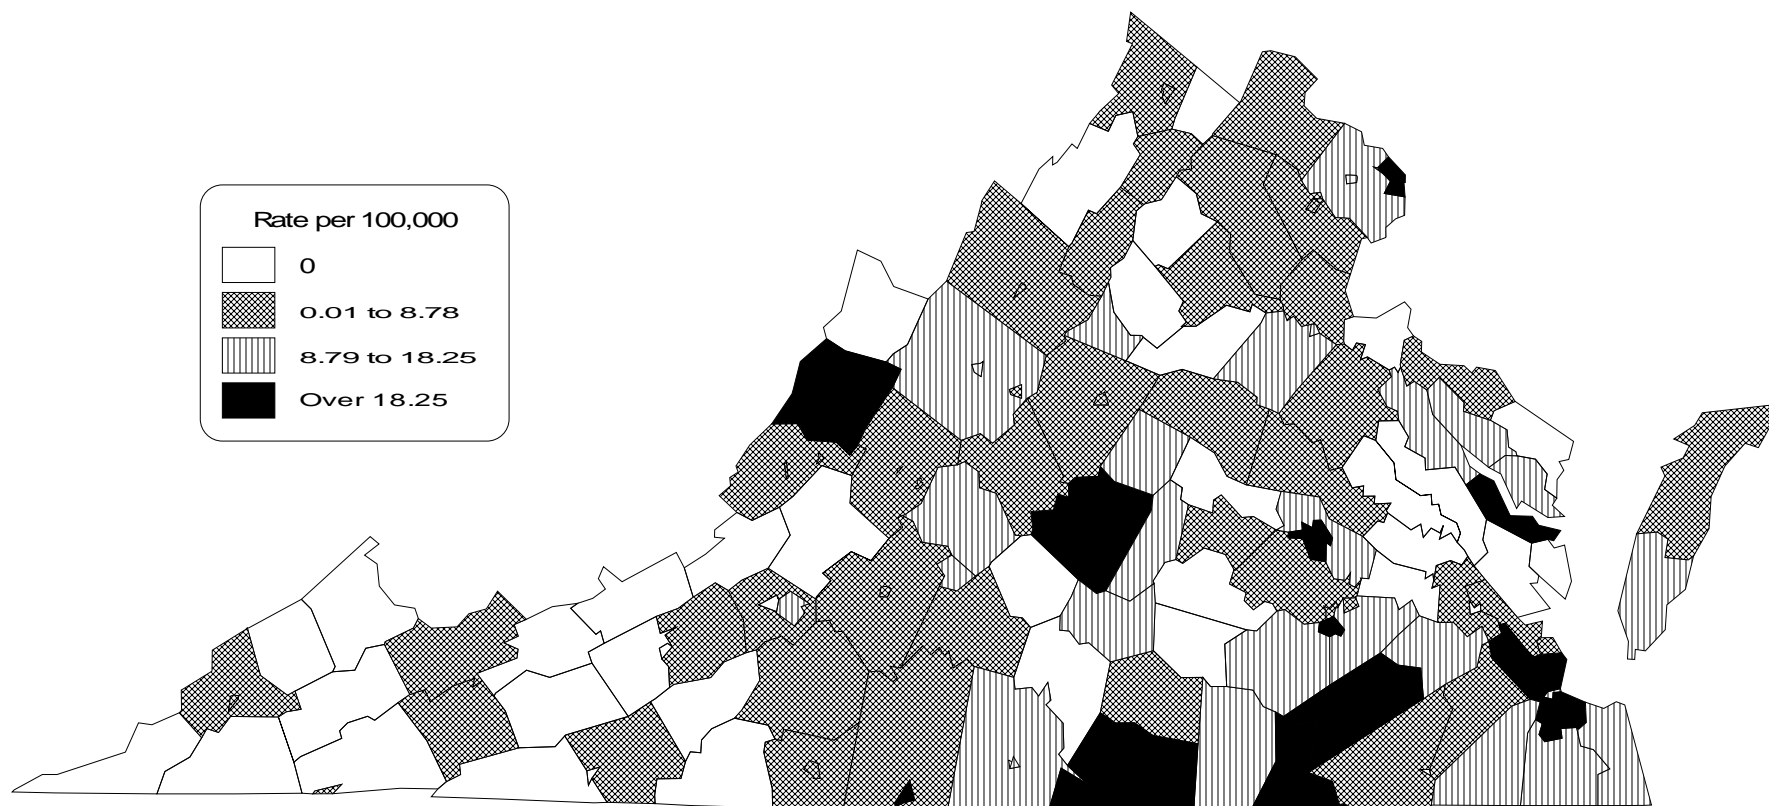 Rate per 100,000
0
0.01 to 8.78
8.79 to 18.25
Over 18.25